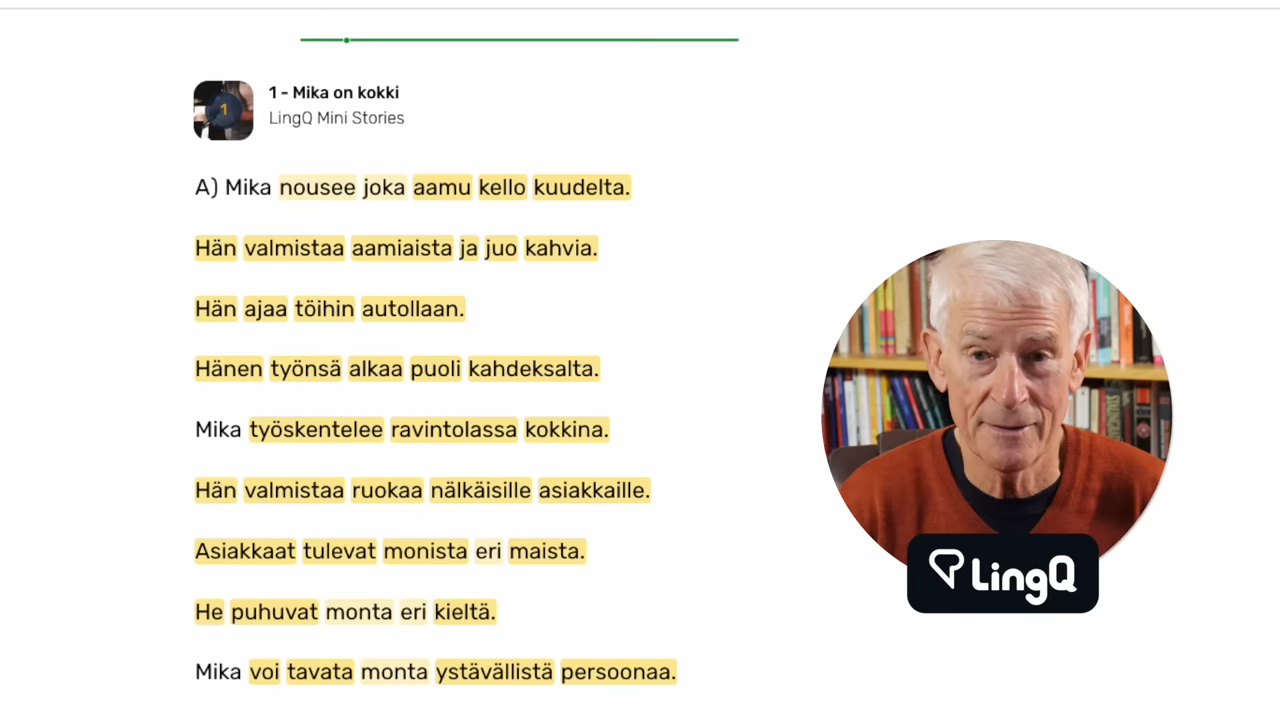 1 - Mika on kokki
LingQ Mini Stories
1
A) Mika nousee joka aamu kello kuudelta.
Hän valmistaa aamiaista ja juo kahvia.
Hän ajaa töihin autollaan.
Hänen työnsä alkaa puoli kahdeksalta.
Mika työskentelee ravintolassa kokkina.
Hän valmistaa ruokaa nälkäisille asiakkaille.
Asiakkaat tulevat monista eri maista.
He puhuvat monta eri kieltä.
Mika voi tavata monta ystävällistä persoonaa.
LingQ